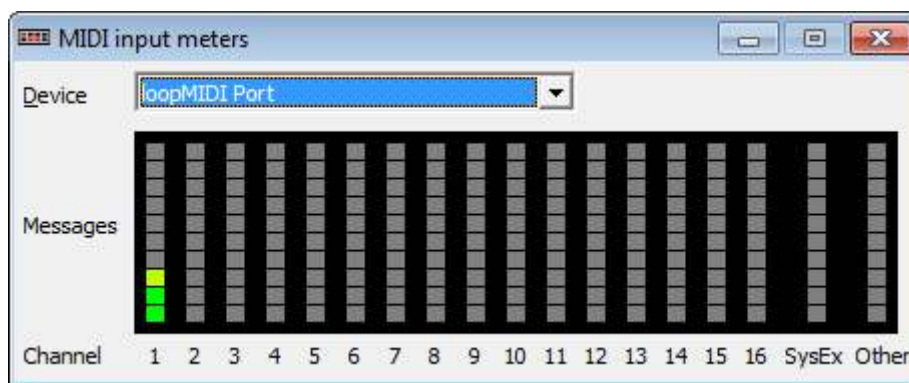 MIDI input meters
Device loopMIDI Port
Messages
Channel 1 2 3 4 5 6 7 8 9 10 11 12 13 14 15 16 SysEx Other